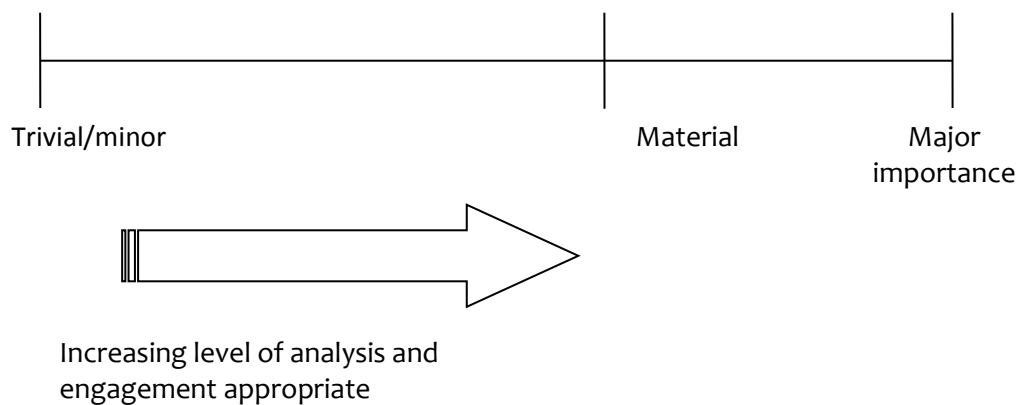 Trivial/minor
Material
Major
importance
Increasing level of analysis and
engagement appropriate